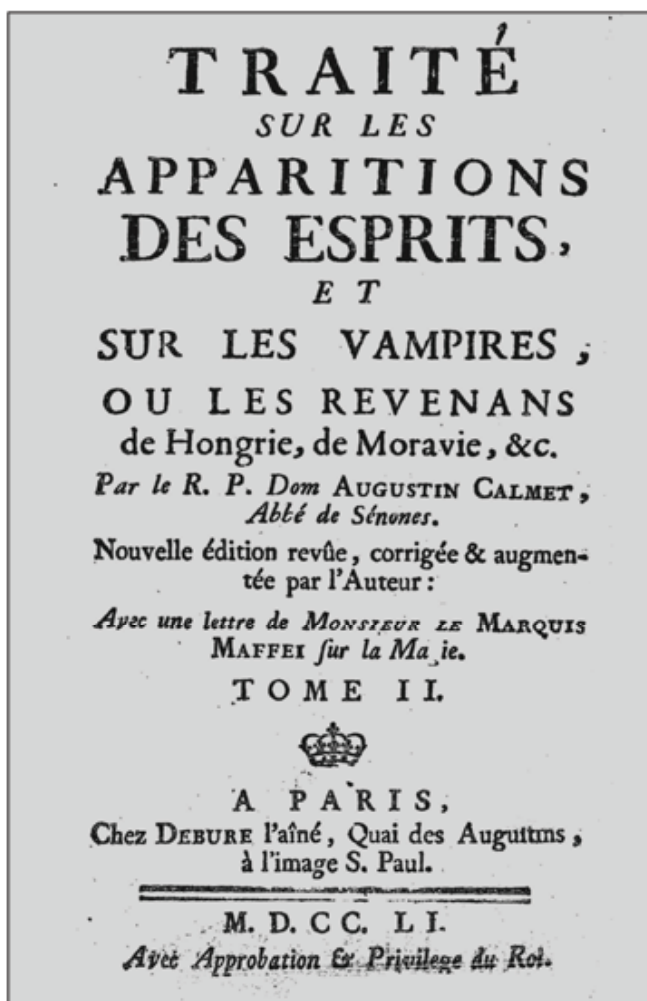 TRAITÉ
SUR LES
APPARITIONS
DES ESPRITS,
ET
SUR LES VAMPIRES,
OU LES REVENANS
de Hongrie, de Moravie, &c.
Par le R. P. Dom AUGUSTIN CALMET,
Abbé de Sénones.
Nouvelle édition revûe, corrigée & augmen-
tée par l'Auteur:
Avec une lettre de MONSIEUR LE MARQUIS
MAFFEI sur la Magie.
TOME II.
A PARIS,
Chez DEBURE l'aîné, Quai des Augustins,
à l'image S. Paul.
M. D. CC. LI.
Avec Approbation & Privilege du Roi.